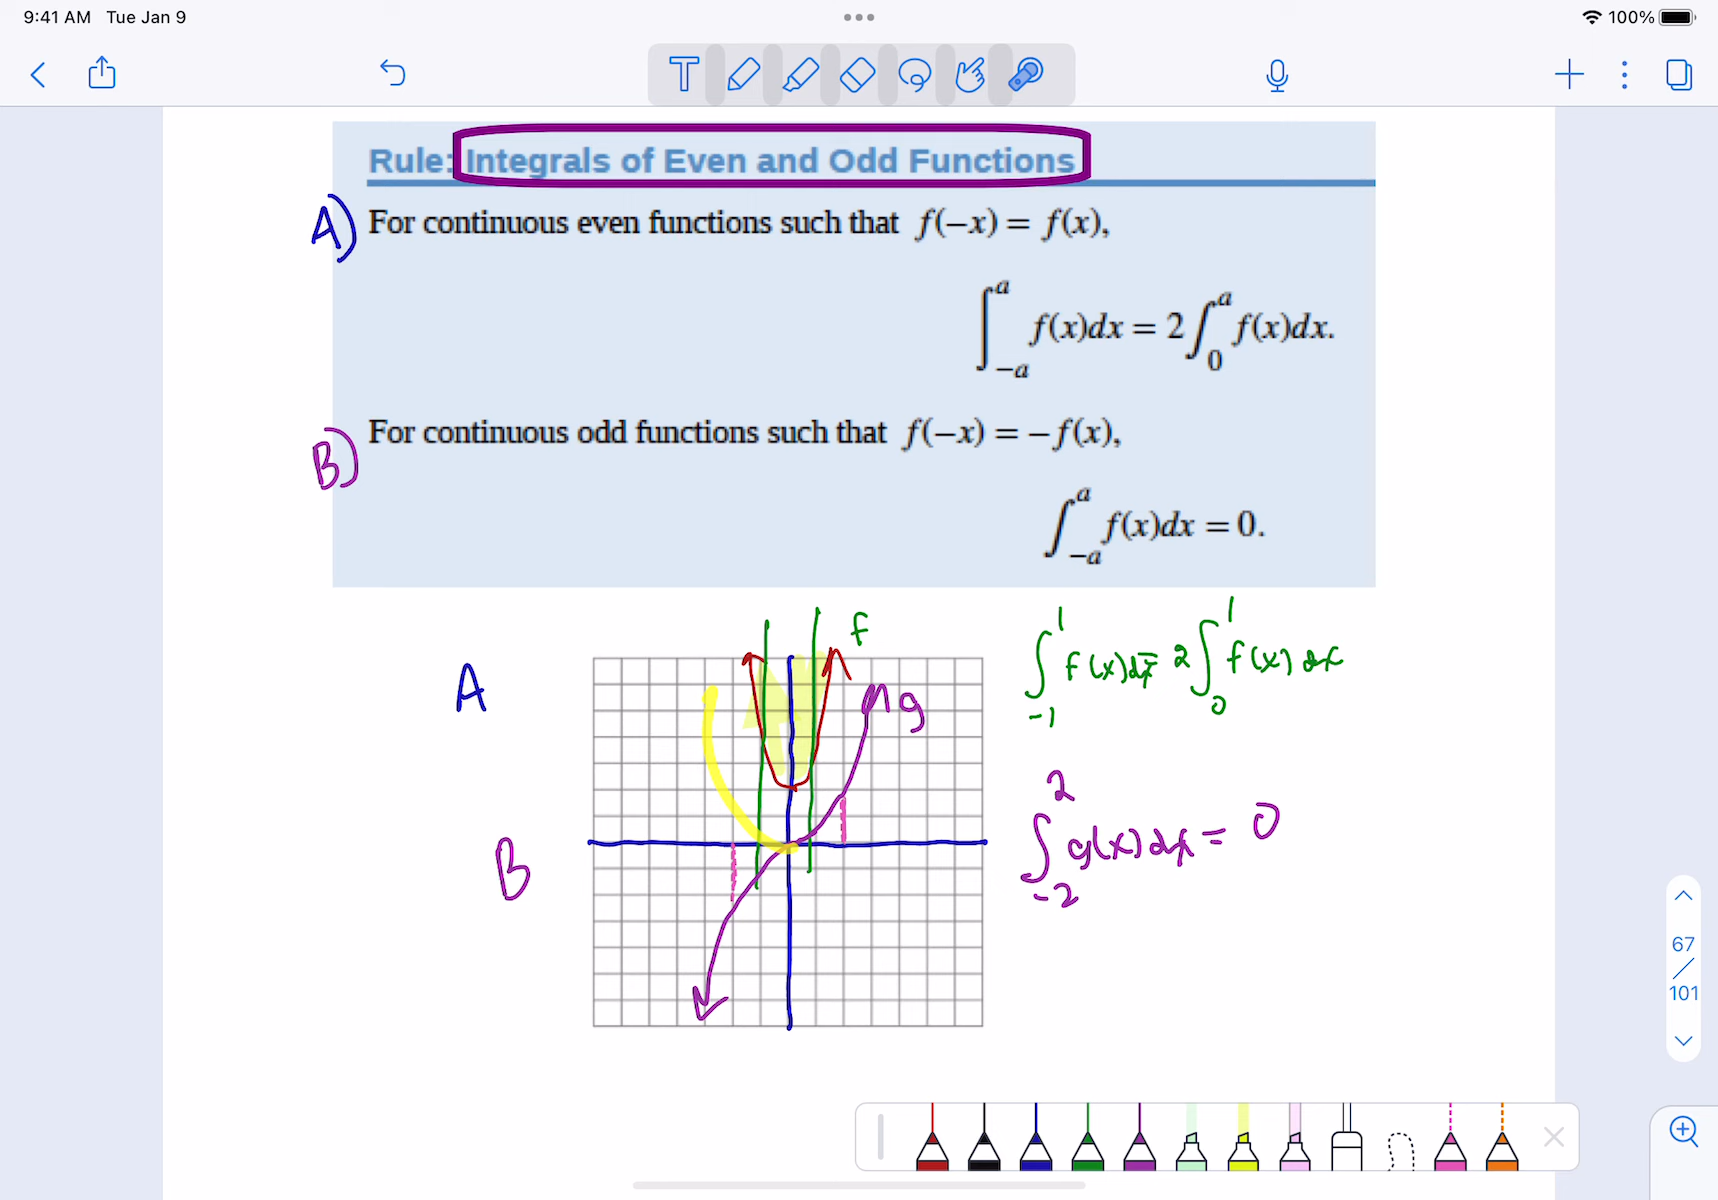 9:41 AM Tue Jan 9
100%
Rule: Integrals of Even and Odd Functions
A) For continuous even functions such that f(−x) = f(x),
∫_{−a}^{a} f(x)dx = 2∫_{0}^{a} f(x)dx.
B) For continuous odd functions such that f(−x) = −f(x),
∫_{−a}^{a} f(x)dx = 0.
f
A
g
∫_{-1}^{1} f(x)dx = 2∫_{0}^{1} f(x)dx
B
∫_{-2}^{2} g(x)dx = 0
67
/
101